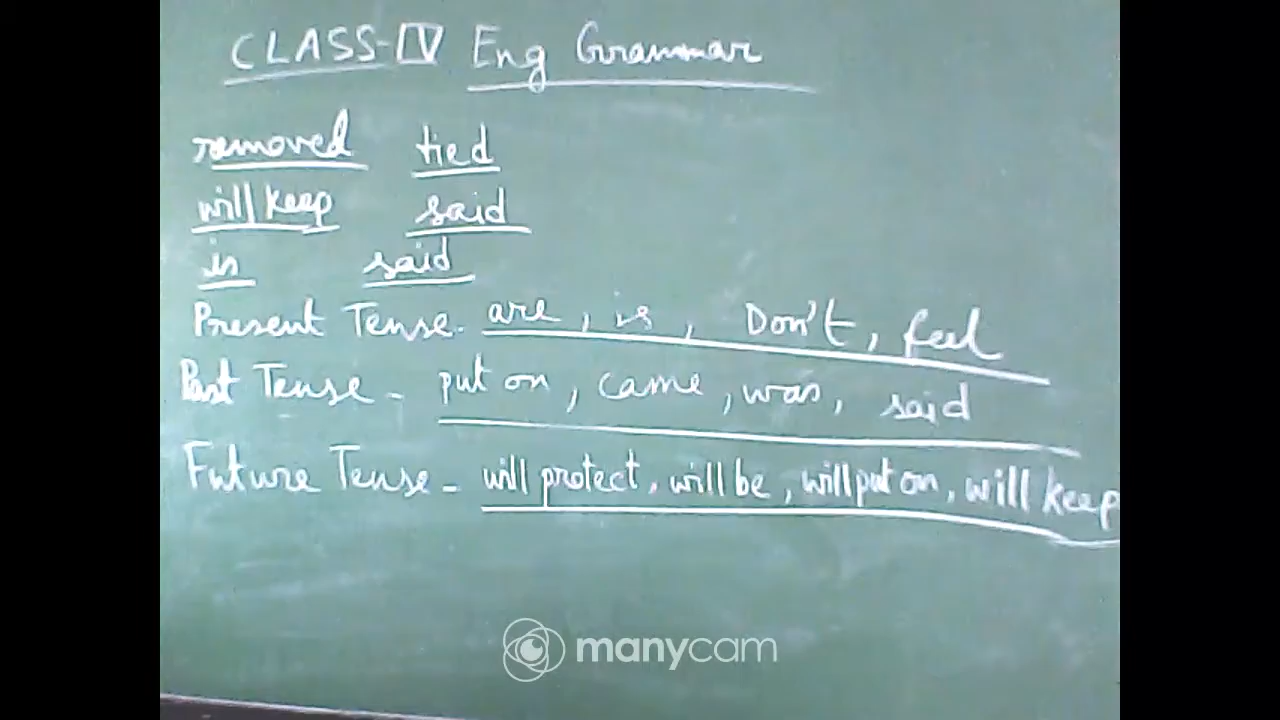 CLASS-IV Eng Grammar
removed tied
will keep said
is said
Present Tense. are, is, Don't, feel
Past Tense - put on, came, was, said
Future Tense - will protect, will be, will put on, will keep
manycam